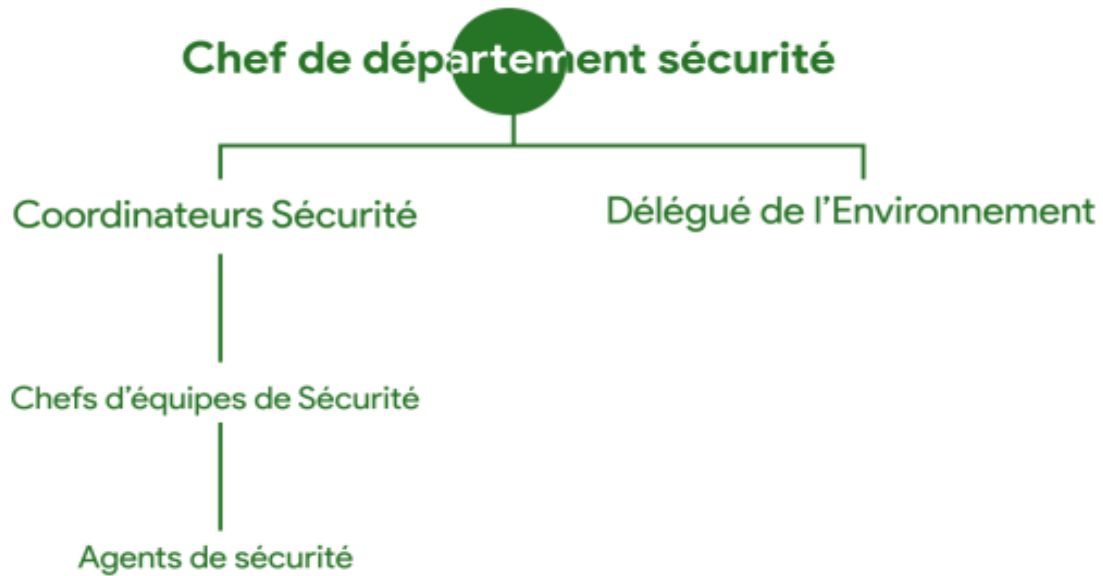 Chef de département sécurité
Coordinateurs Sécurité
Délégué de l’Environnement
Chefs d’équipes de Sécurité
Agents de sécurité